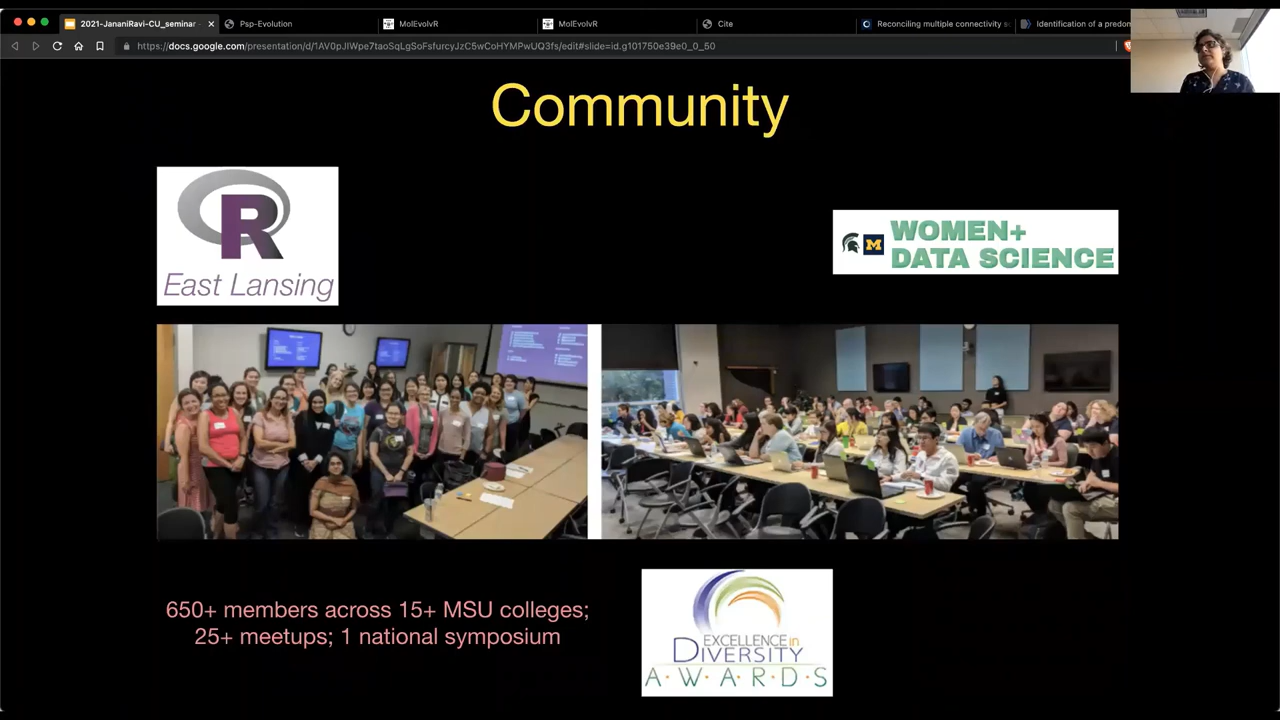 2021-JananiRavi-CU_seminar
Psp-Evolution
MolEvolvR
MolEvolvR
Cite
Reconciling multiple connectivity s
Identification of a predom
https://docs.google.com/presentation/d/1AV0pJIWpe7taoSqLgSoFsfurcyJzC5wCoHYMPwUQ3fs/edit#slide=id.g101750e39e0_0_50
Community
R
East Lansing
M
WOMEN+
DATA SCIENCE
650+ members across 15+ MSU colleges;
25+ meetups; 1 national symposium
EXCELLENCE in
DIVERSITY
A·W·A·R·D·S